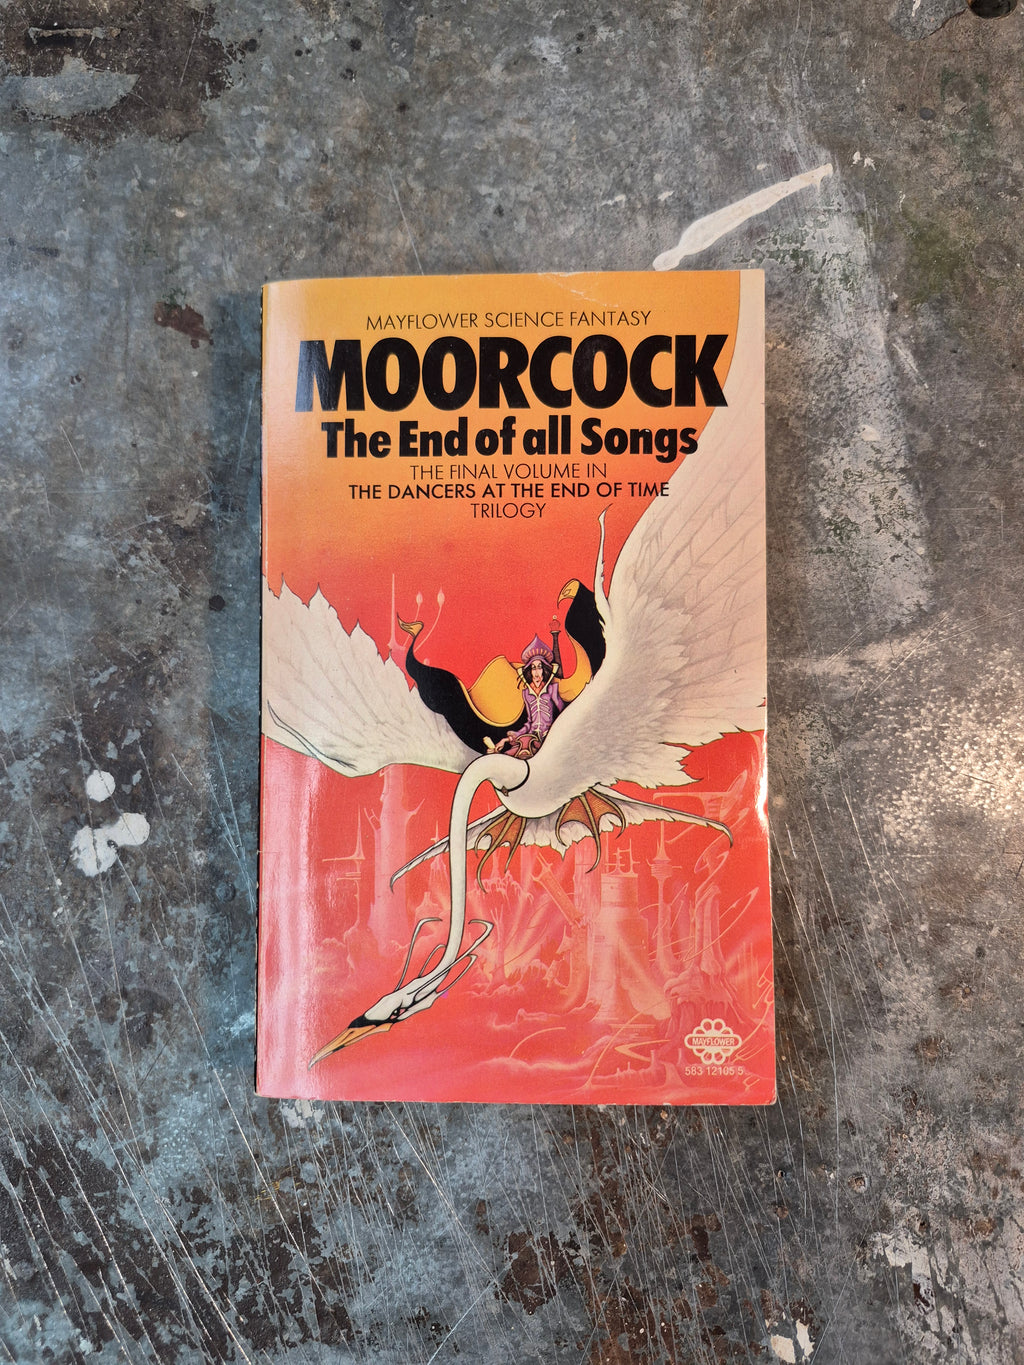 MAYFLOWER SCIENCE FANTASY
MOORCOCK
The End of all Songs
THE FINAL VOLUME IN
THE DANCERS AT THE END OF TIME
TRILOGY
MAYFLOWER
583 12105 5